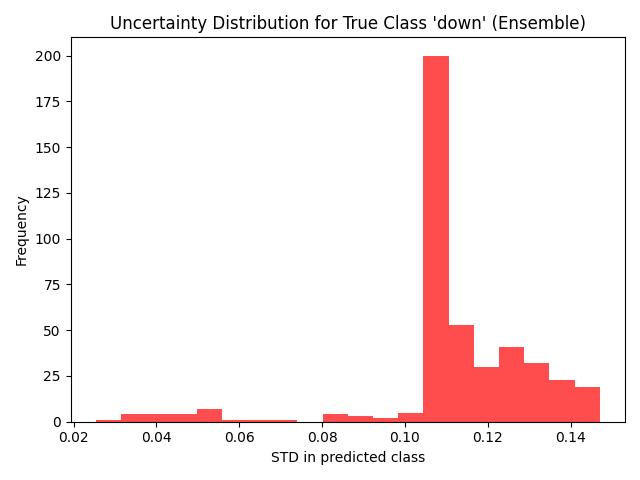 Uncertainty Distribution for True Class 'down' (Ensemble)
200
175
150
125
100
75
50
25
0
Frequency
0.02 0.04 0.06 0.08 0.10 0.12 0.14
STD in predicted class